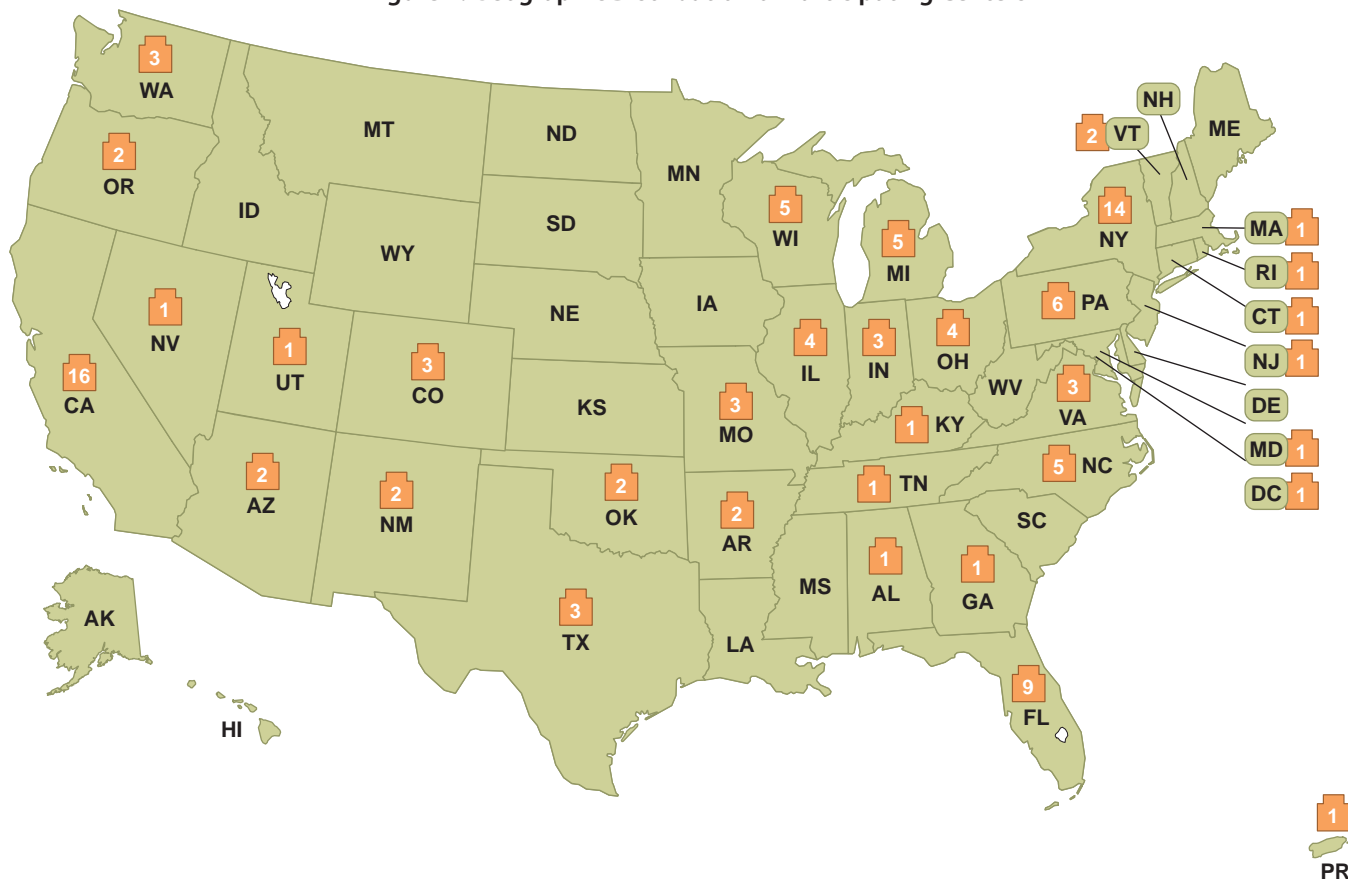 3
WA
MT
ND
MN
NH
2 VT
ME
2
OR
ID
SD
5
WI
5
MI
14
NY
MA 1
WY
RI 1
1
NV
NE
IA
6 PA
CT 1
1
UT
3
CO
4
IL
3
IN
4
OH
NJ 1
16
CA
KS
3
MO
WV
3
VA
DE
1 KY
MD 1
2
AZ
2
NM
2
OK
2
AR
1 TN
5 NC
DC 1
SC
MS
1
AL
1
GA
AK
3
TX
LA
9
FL
HI
1
PR